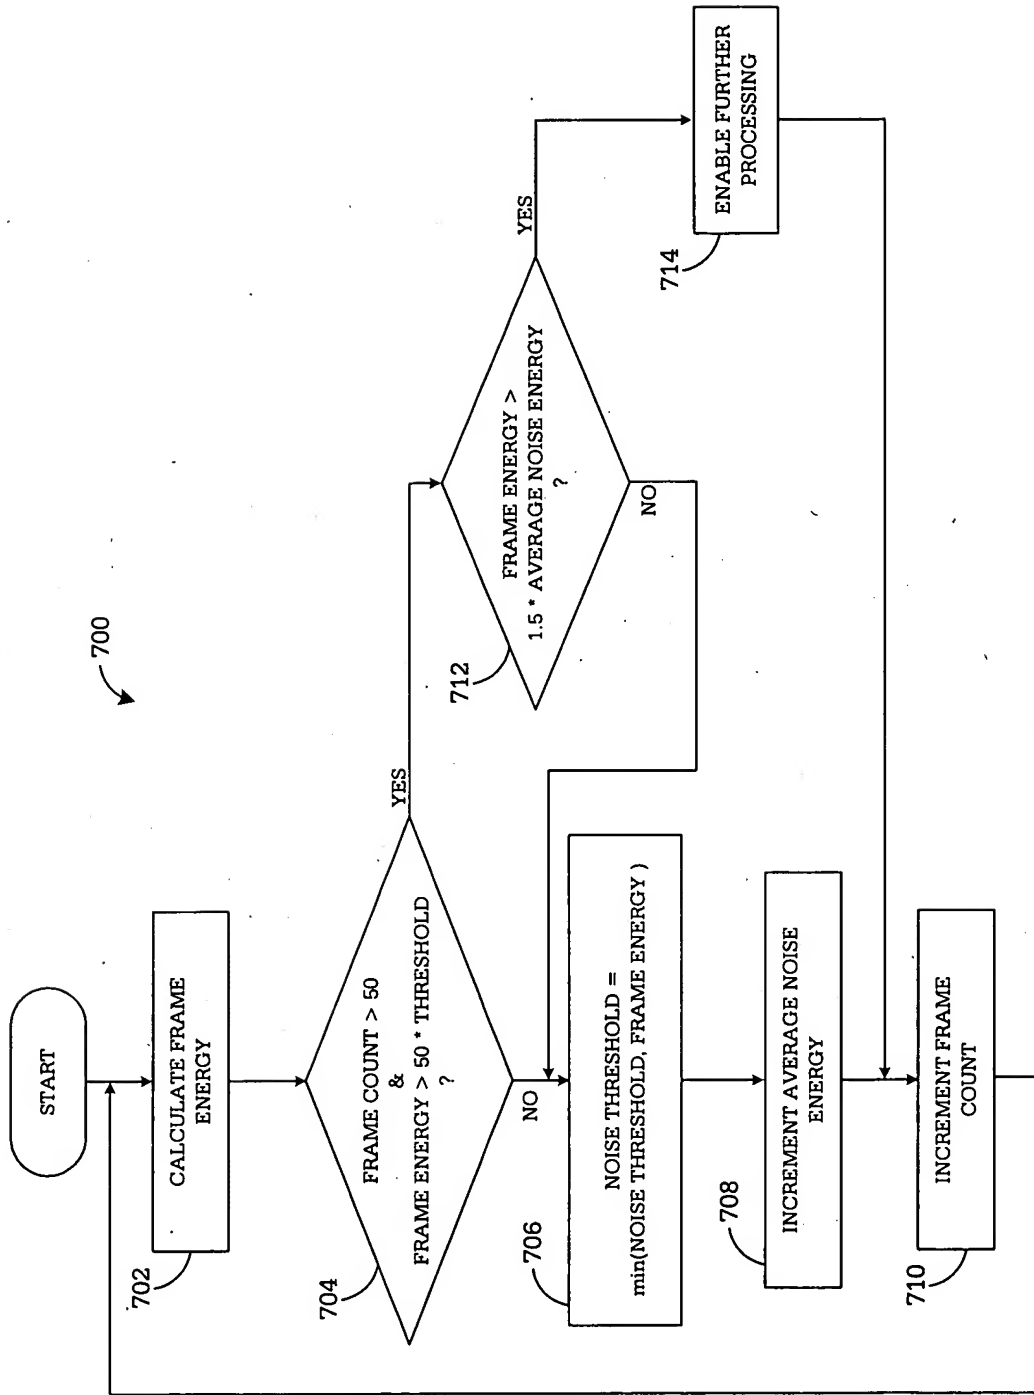 700
START
CALCULATE FRAME
ENERGY
702
FRAME COUNT > 50
&
FRAME ENERGY > 50 * THRESHOLD
?
704
YES
NO
FRAME ENERGY >
1.5 * AVERAGE NOISE ENERGY
?
712
YES
NO
ENABLE FURTHER
PROCESSING
714
NOISE THRESHOLD =
min(NOISE THRESHOLD, FRAME ENERGY )
706
INCREMENT AVERAGE NOISE
ENERGY
708
INCREMENT FRAME
COUNT
710